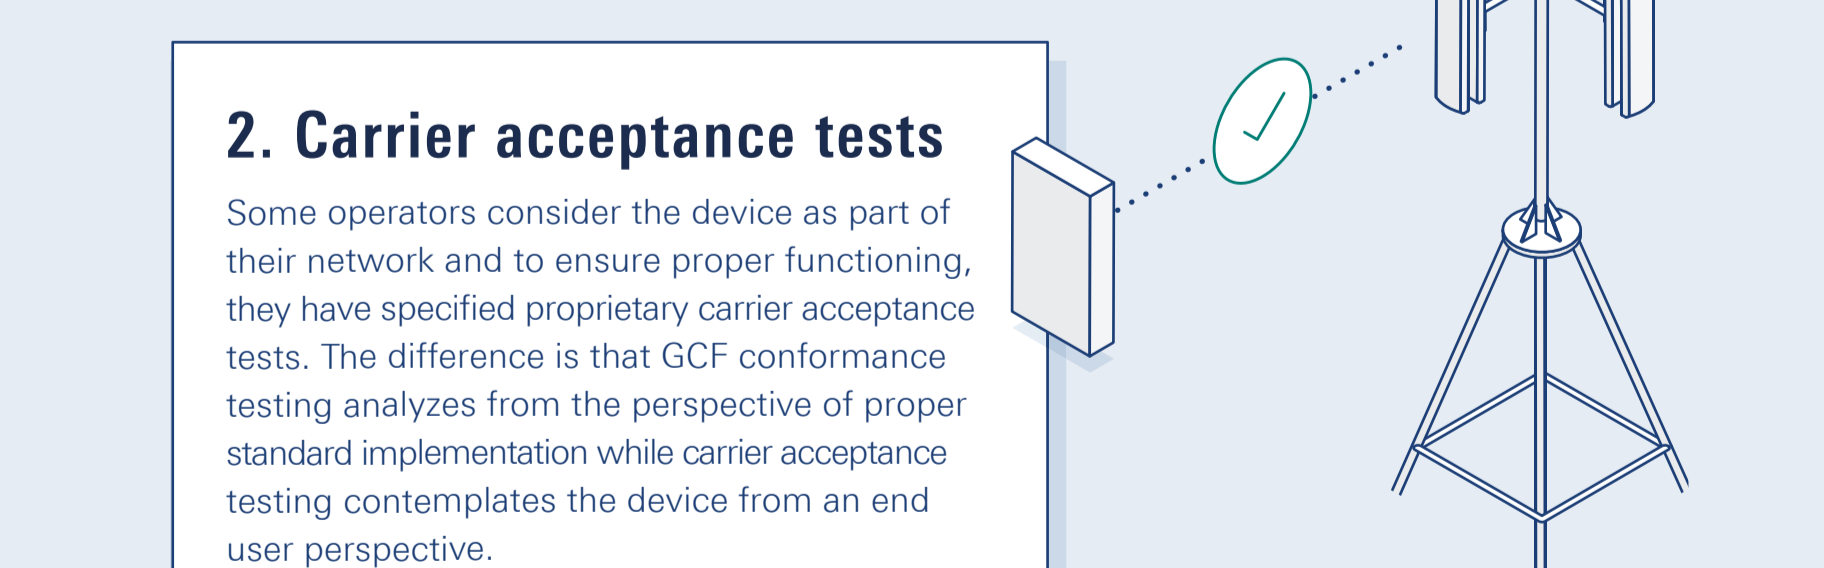 2. Carrier acceptance tests
Some operators consider the device as part of
their network and to ensure proper functioning,
they have specified proprietary carrier acceptance
tests. The difference is that GCF conformance
testing analyzes from the perspective of proper
standard implementation while carrier acceptance
testing contemplates the device from an end
user perspective.